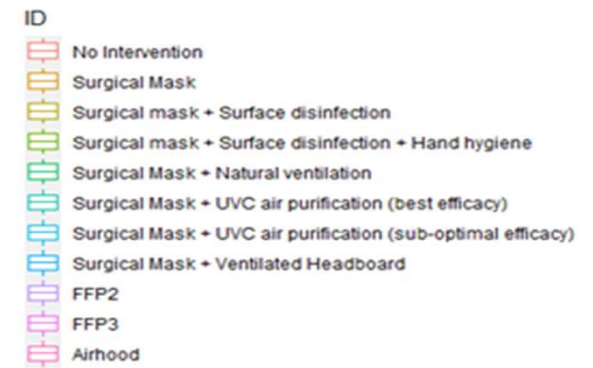 ID
No Intervention
Surgical Mask
Surgical mask + Surface disinfection
Surgical mask + Surface disinfection + Hand hygiene
Surgical Mask + Natural ventilation
Surgical Mask + UVC air purification (best efficacy)
Surgical Mask + UVC air purification (sub-optimal efficacy)
Surgical Mask + Ventilated Headboard
FFP2
FFP3
Airhood